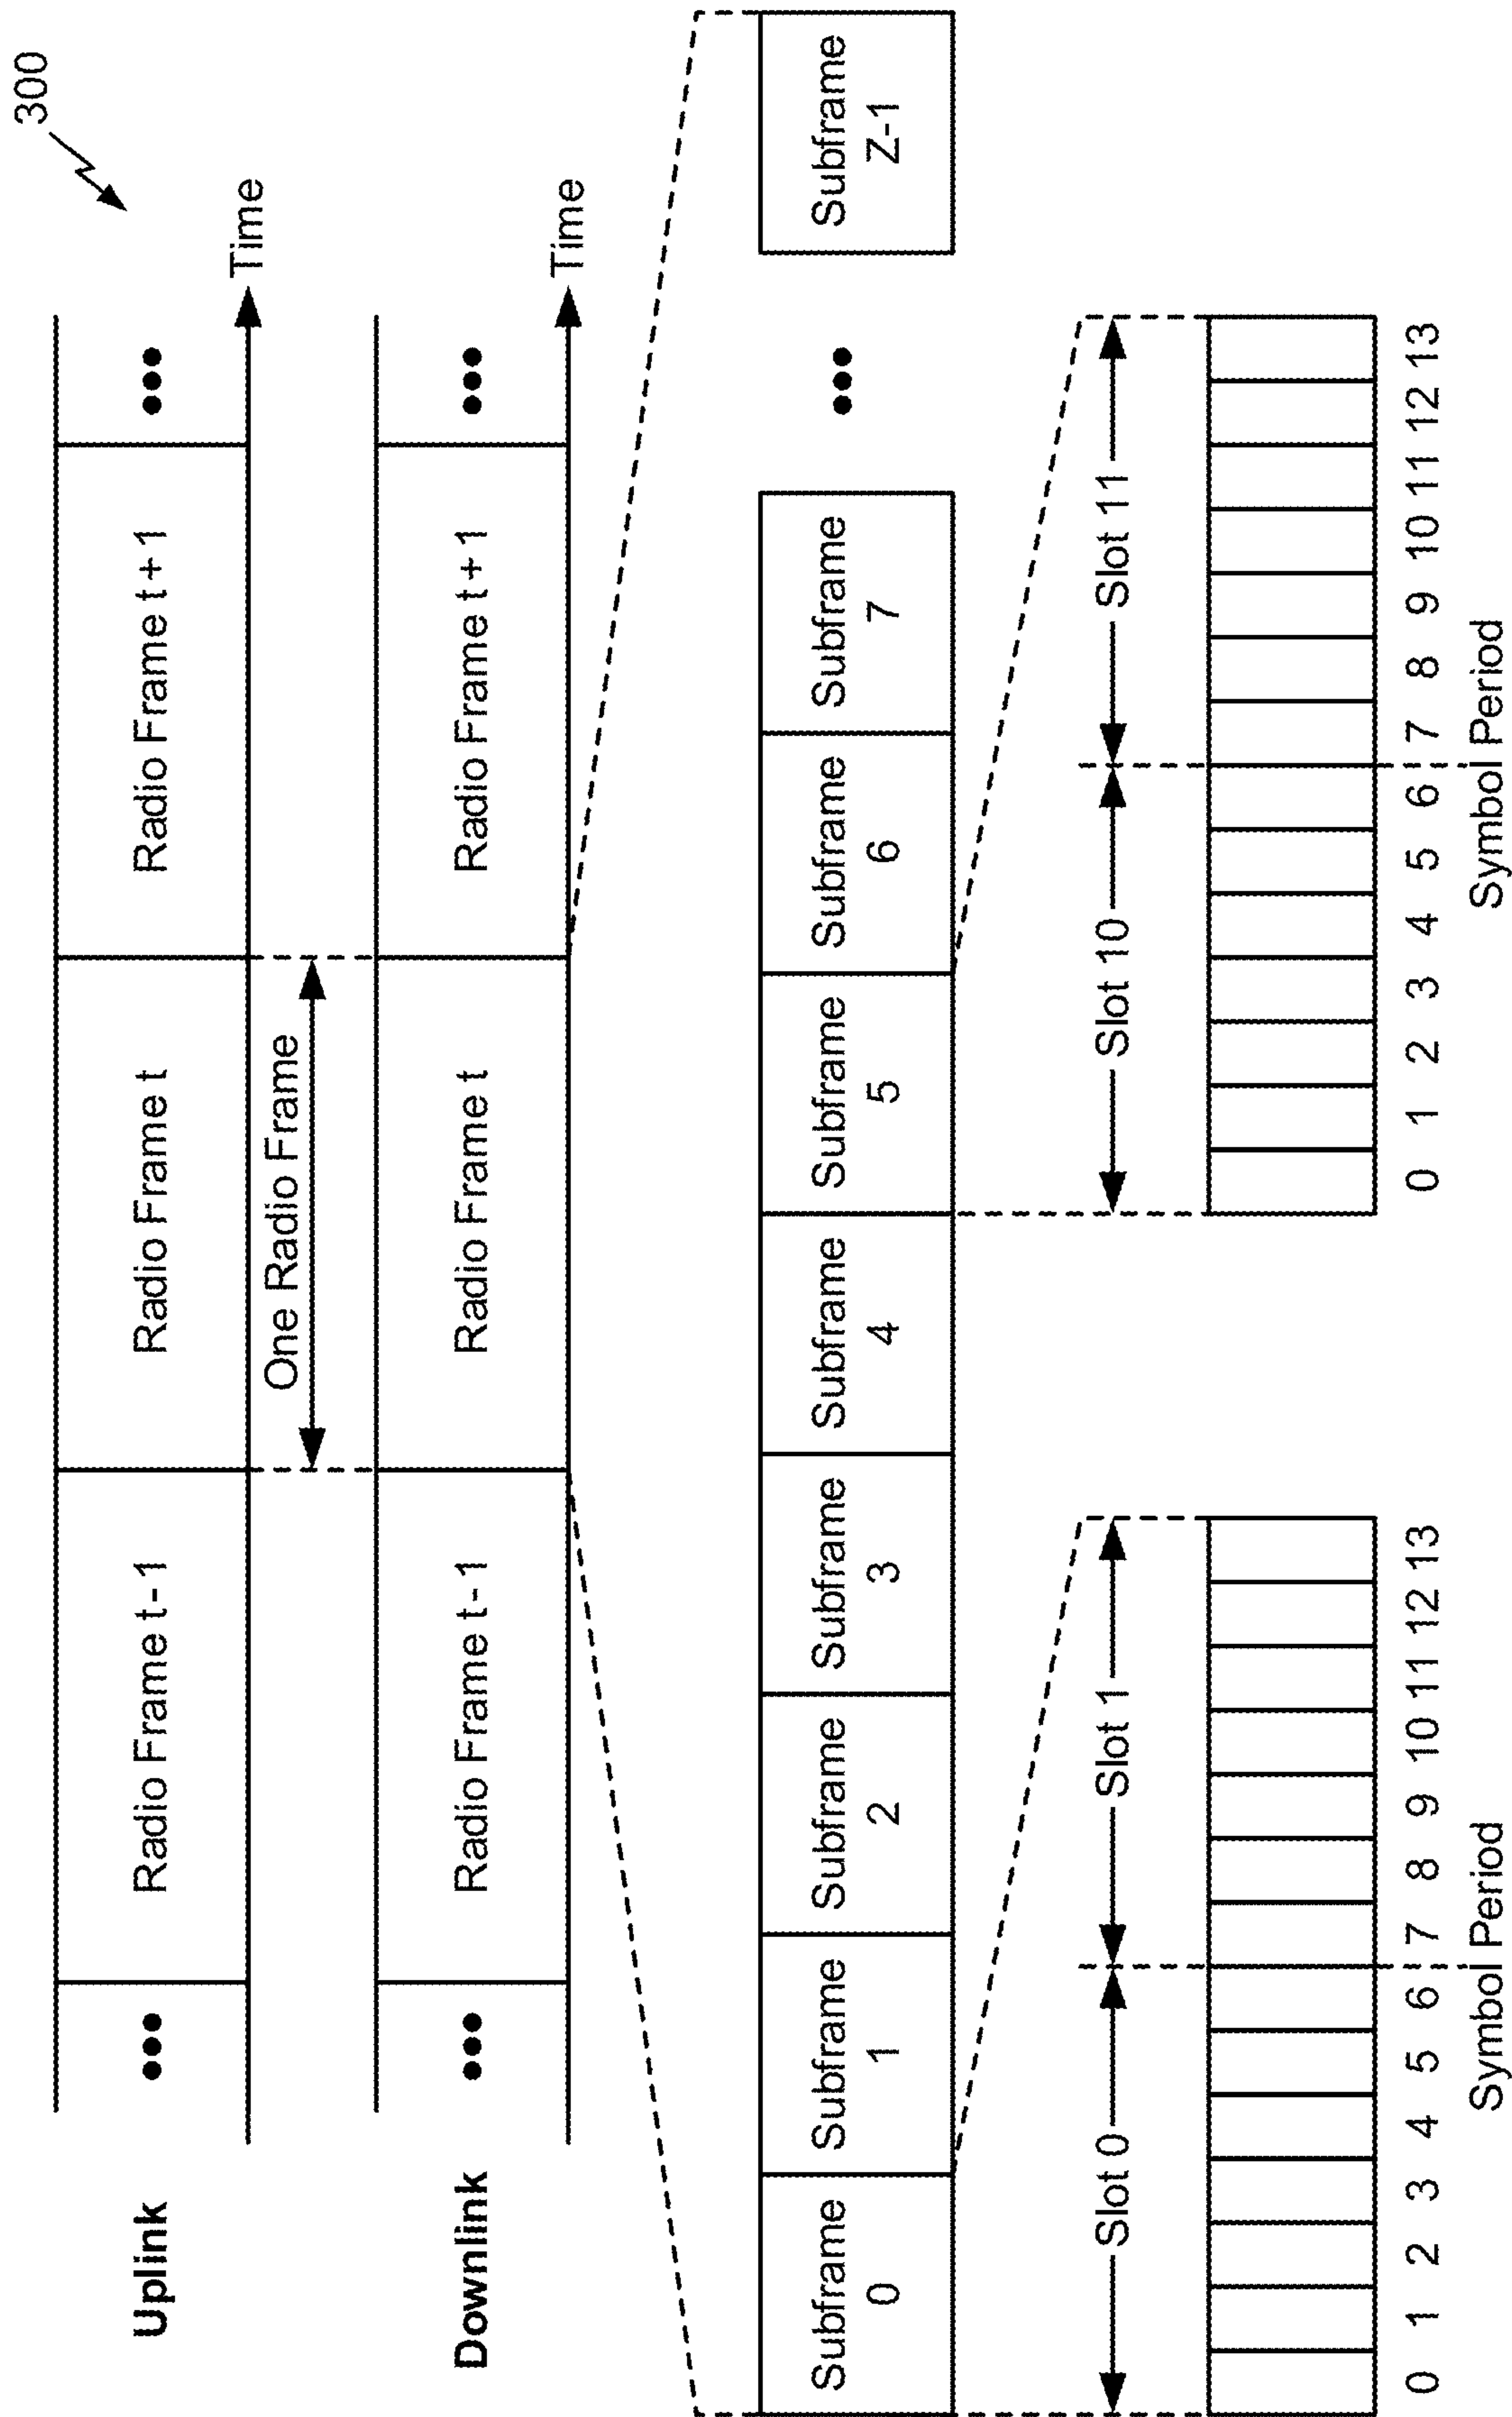 300
Uplink ••• Radio Frame t-1 Radio Frame t Radio Frame t+1 •••
Time
One Radio Frame
Downlink ••• Radio Frame t-1 Radio Frame t Radio Frame t+1 •••
Time
Subframe 0 Subframe 1 Subframe 2 Subframe 3 Subframe 4 Subframe 5 Subframe 6 Subframe 7 ••• Subframe Z-1
Slot 0 Slot 1 Slot 10 Slot 11
0 1 2 3 4 5 6 7 8 9 10 11 12 13
Symbol Period
0 1 2 3 4 5 6 7 8 9 10 11 12 13
Symbol Period